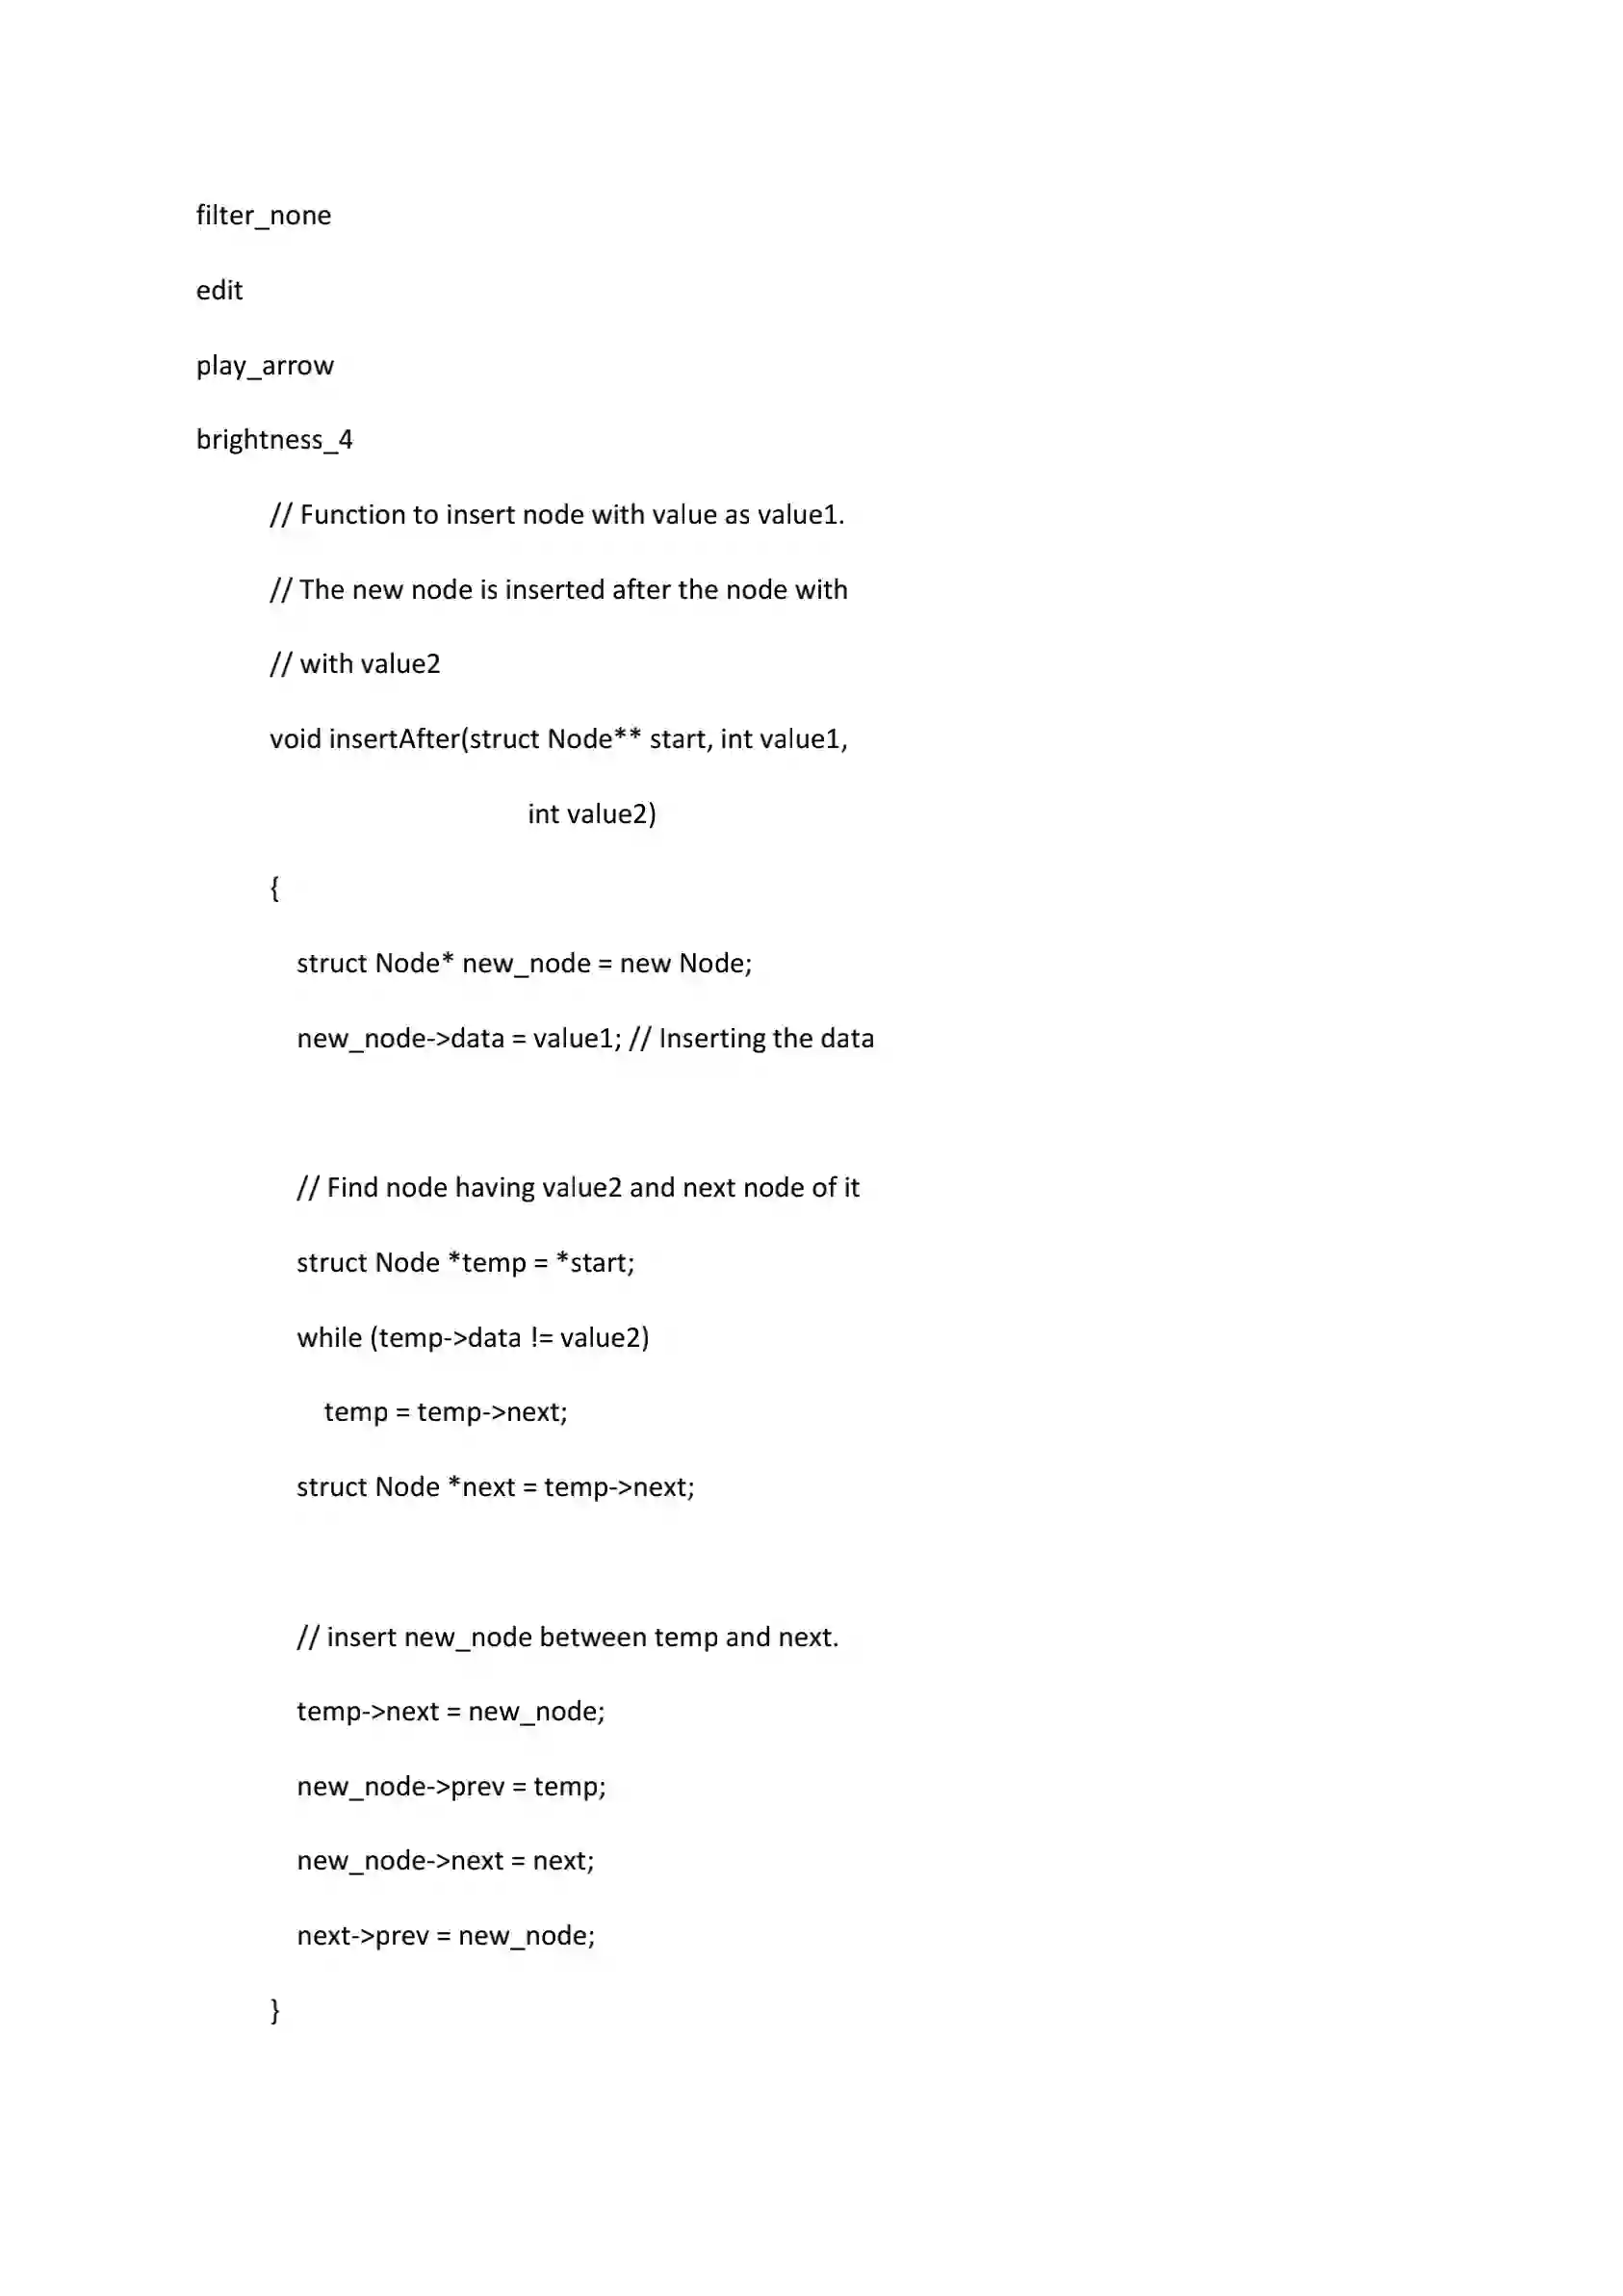 filter_none
edit
play_arrow
brightness_4
// Function to insert node with value as value1.
// The new node is inserted after the node with
// with value2
void insertAfter(struct Node** start, int value1,
int value2)
{
struct Node* new_node = new Node;
new_node->data = value1; // Inserting the data
// Find node having value2 and next node of it
struct Node *temp = *start;
while (temp->data != value2)
temp = temp->next;
struct Node *next = temp->next;
// insert new_node between temp and next.
temp->next = new_node;
new_node->prev = temp;
new_node->next = next;
next->prev = new_node;
}